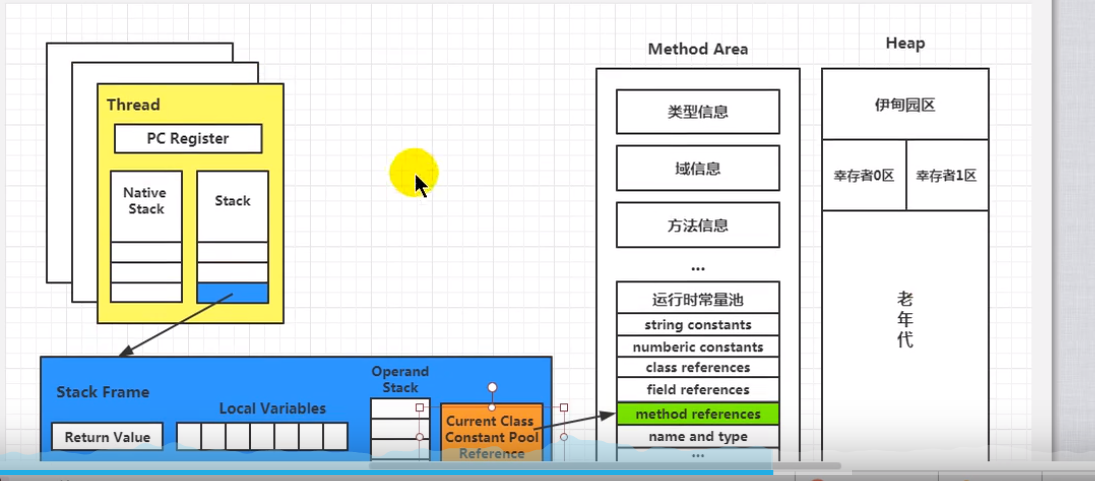 Thread
PC Register
Native
Stack
Stack
Stack Frame
Return Value
Local Variables
Operand
Stack
Current Class
Constant Pool
Reference
Method Area
类型信息
域信息
方法信息
...
运行时常量池
string constants
numberic constants
class references
field references
method references
name and type
...
Heap
伊甸园区
幸存者0区
幸存者1区
老
年
代